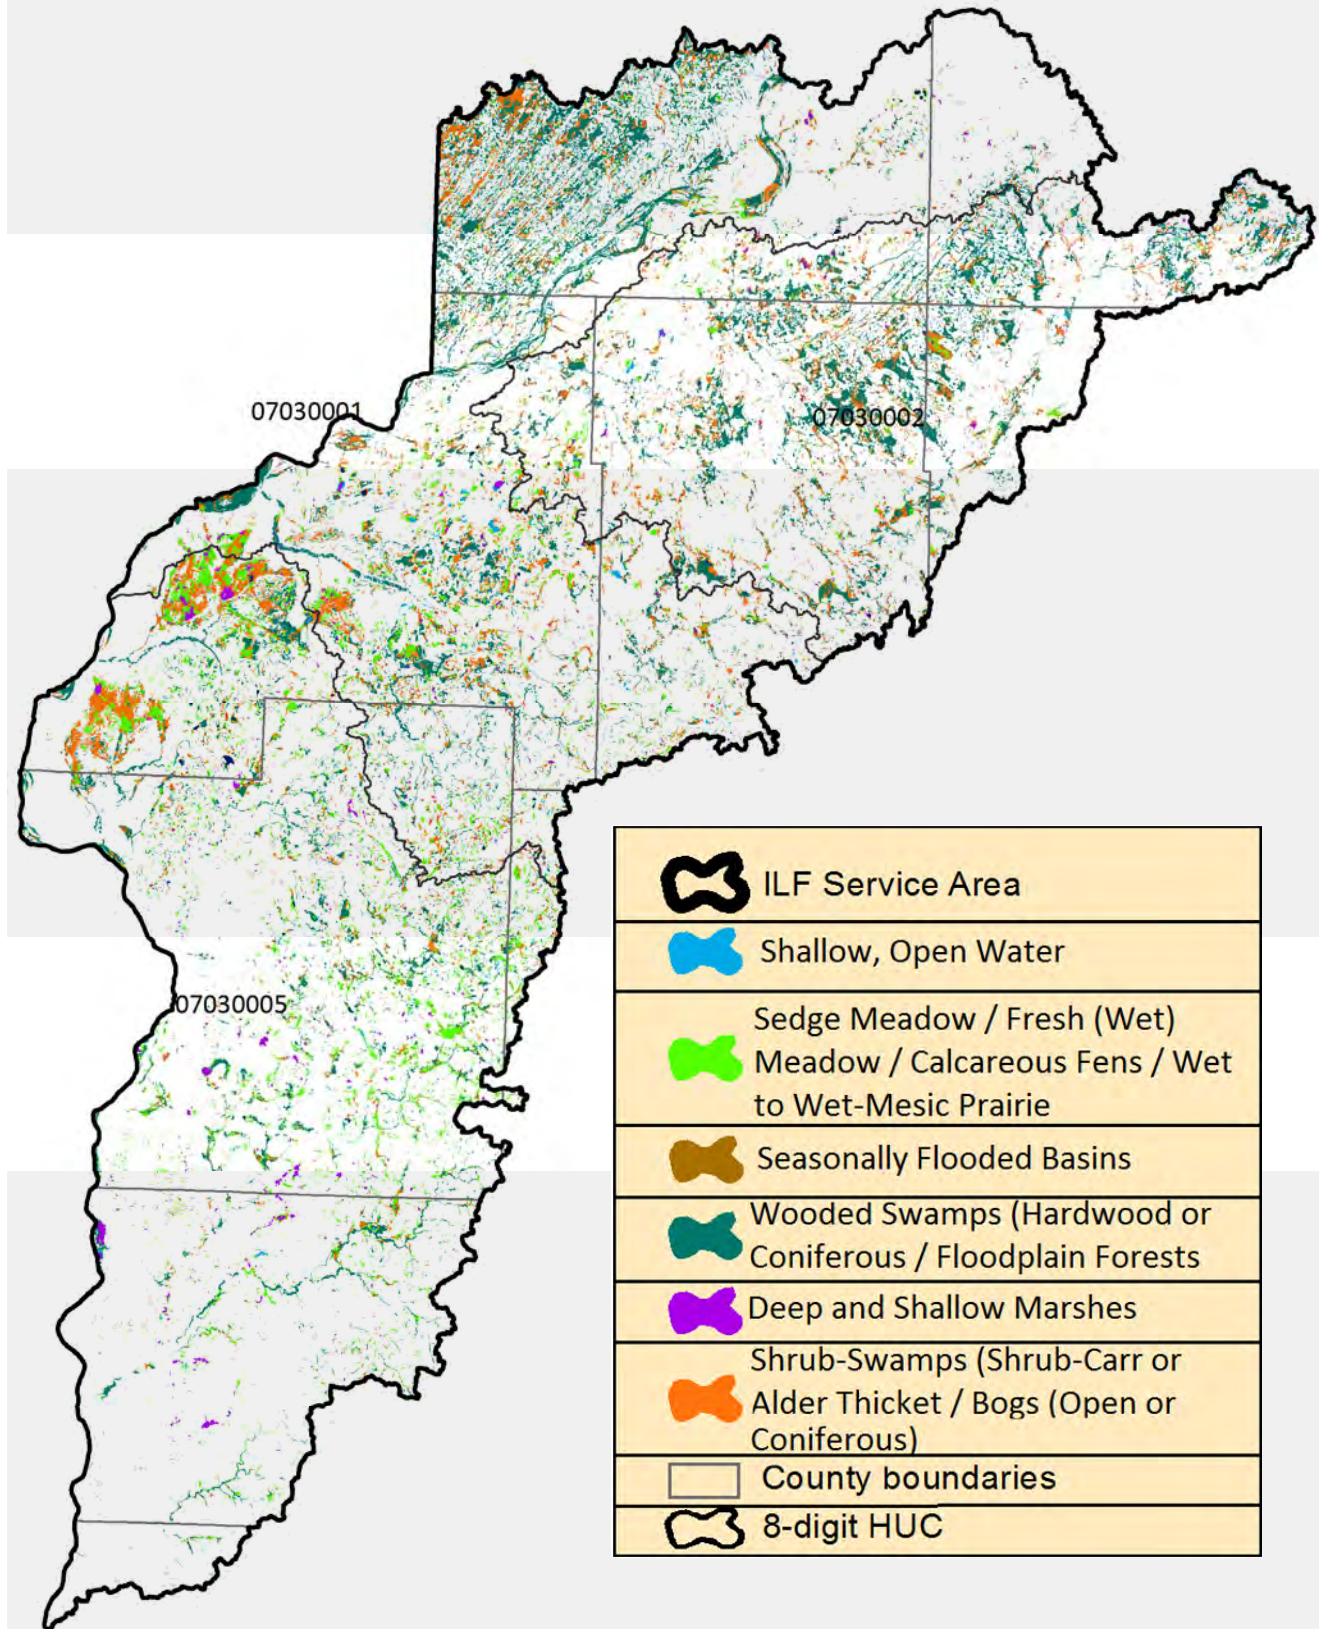 07030001
07030002
07030005
ILF Service Area
Shallow, Open Water
Sedge Meadow / Fresh (Wet)
Meadow / Calcareous Fens / Wet
to Wet-Mesic Prairie
Seasonally Flooded Basins
Wooded Swamps (Hardwood or
Coniferous / Floodplain Forests
Deep and Shallow Marshes
Shrub-Swamps (Shrub-Carr or
Alder Thicket / Bogs (Open or
Coniferous)
County boundaries
8-digit HUC